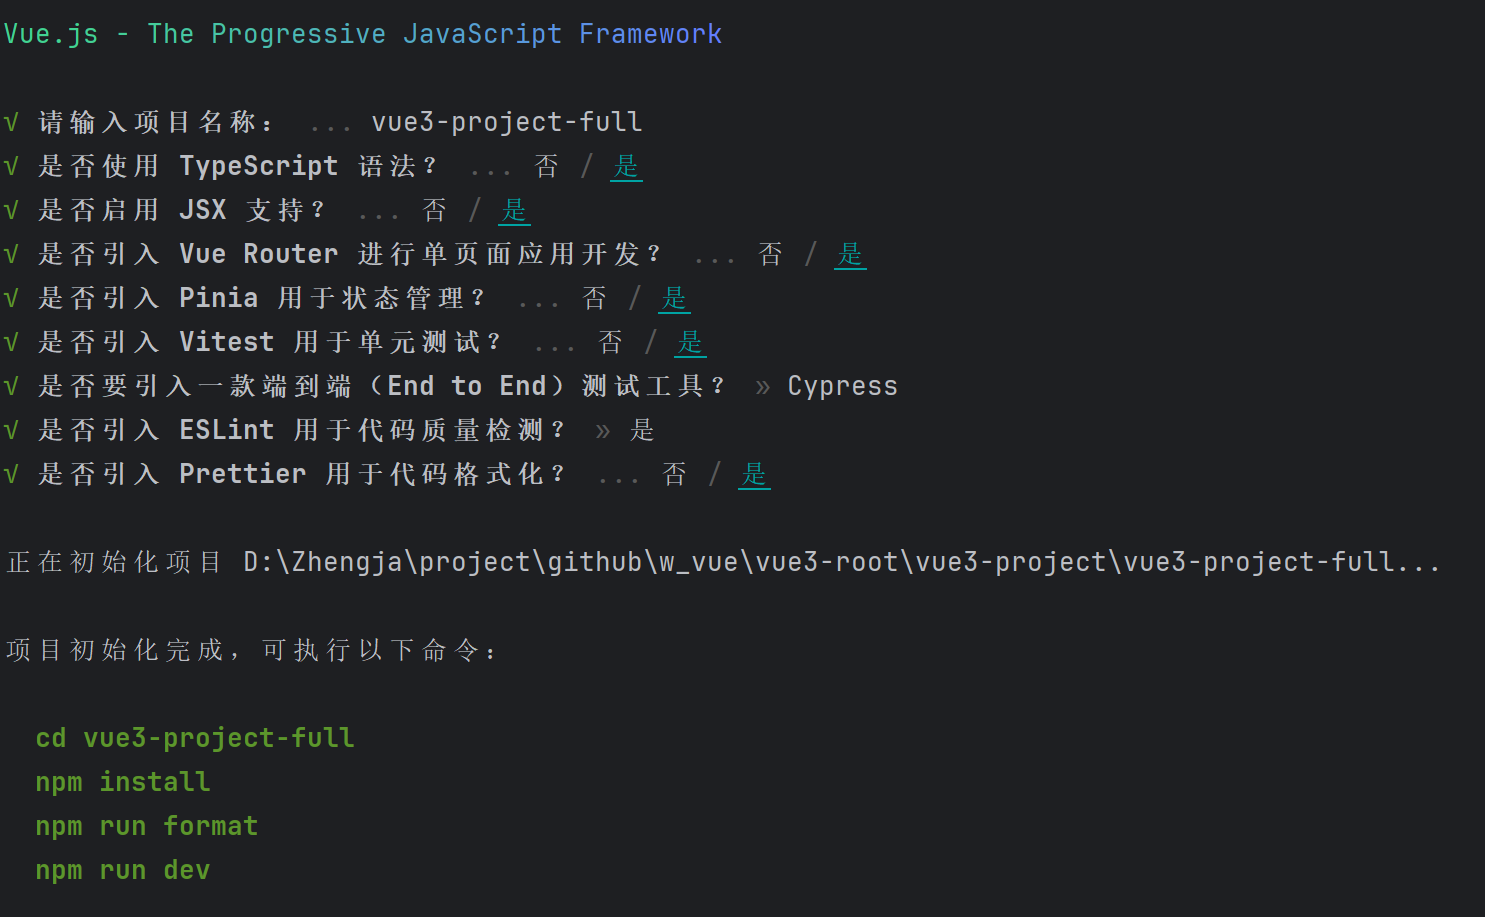 Vue.js - The Progressive JavaScript Framework
√ 请输入项目名称： ... vue3-project-full
√ 是否使用 TypeScript 语法？ ... 否 / 是
√ 是否启用 JSX 支持？ ... 否 / 是
√ 是否引入 Vue Router 进行单页面应用开发？ ... 否 / 是
√ 是否引入 Pinia 用于状态管理？ ... 否 / 是
√ 是否引入 Vitest 用于单元测试？ ... 否 / 是
√ 是否要引入一款端到端（End to End）测试工具？ » Cypress
√ 是否引入 ESLint 用于代码质量检测？ » 是
√ 是否引入 Prettier 用于代码格式化？ ... 否 / 是
正在初始化项目 D:\Zhengja\project\github\w_vue\vue3-root\vue3-project\vue3-project-full...
项目初始化完成，可执行以下命令：
cd vue3-project-full
npm install
npm run format
npm run dev